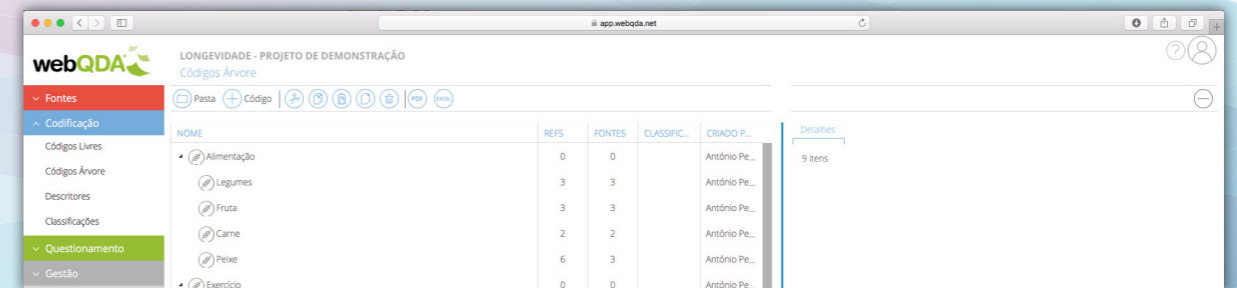 app.webqda.net
webQDA
LONGEVIDADE - PROJETO DE DEMONSTRAÇÃO
Códigos Árvore
?
Fontes
Pasta Código PDF EXCEL
Codificação
Códigos Livres
Códigos Árvore
Descritores
Classificações
Questionamento
Gestão
NOME REFS FONTES CLASSIFIC... CRIADO P...
Alimentação 0 0 António Pe...
Legumes 3 3 António Pe...
Fruta 3 3 António Pe...
Carne 2 2 António Pe...
Peixe 6 3 António Pe...
Exercício 0 0 António Pe...
Detalhes
9 itens